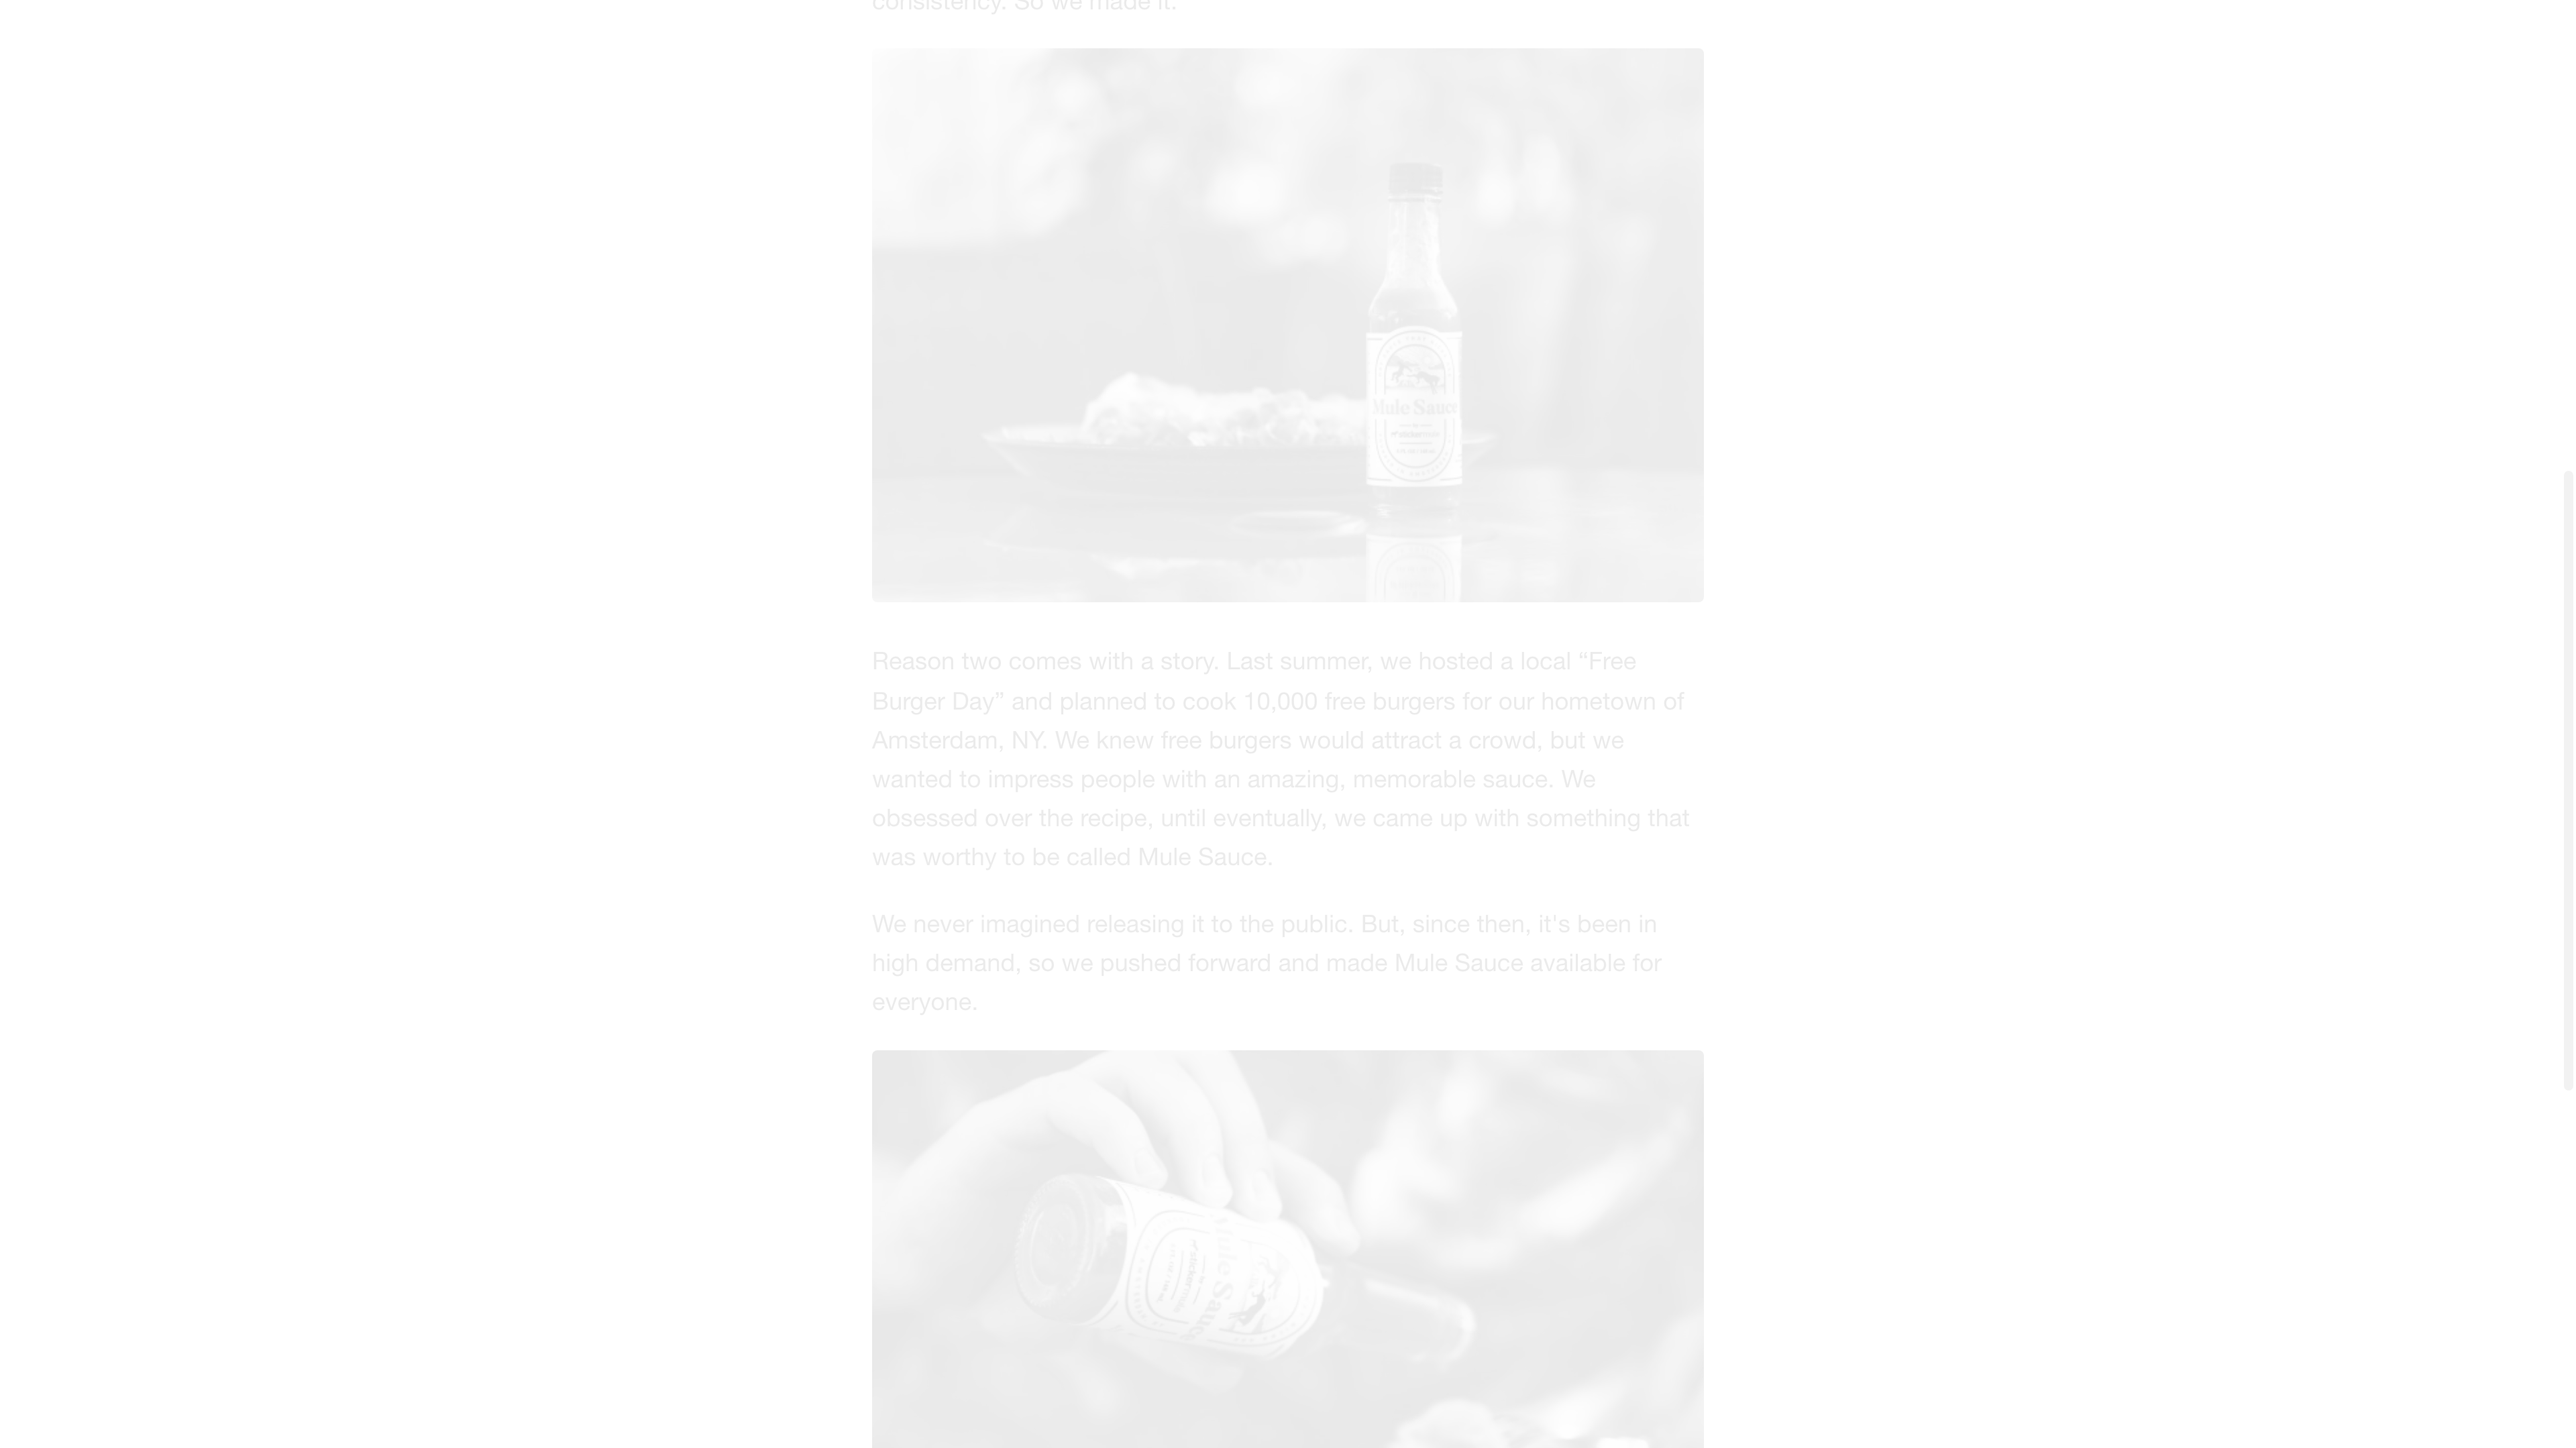 consistency. So we made it.
Mule Sauce
Reason two comes with a story. Last summer, we hosted a local “Free
Burger Day” and planned to cook 10,000 free burgers for our hometown of
Amsterdam, NY. We knew free burgers would attract a crowd, but we
wanted to impress people with an amazing, memorable sauce. We
obsessed over the recipe, until eventually, we came up with something that
was worthy to be called Mule Sauce.
We never imagined releasing it to the public. But, since then, it's been in
high demand, so we pushed forward and made Mule Sauce available for
everyone.
Mule Sauce